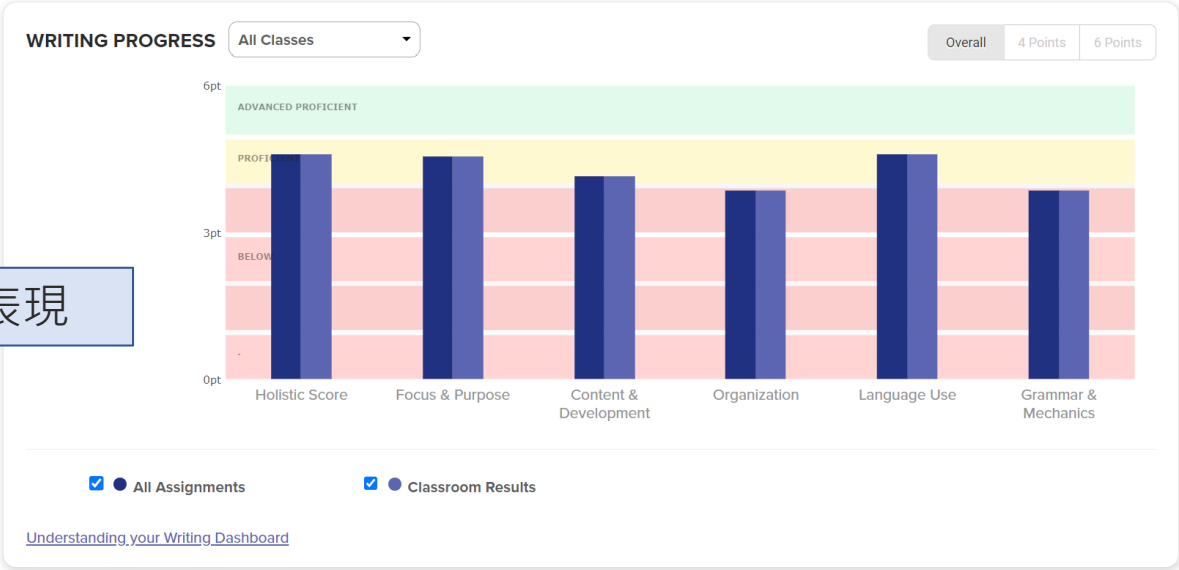 WRITING PROGRESS
All Classes
Overall
4 Points
6 Points
6pt
ADVANCED PROFICIENT
PROFICIENT
3pt
BELOW
表現
0pt
Holistic Score
Focus & Purpose
Content &
Development
Organization
Language Use
Grammar &
Mechanics
All Assignments
Classroom Results
Understanding your Writing Dashboard